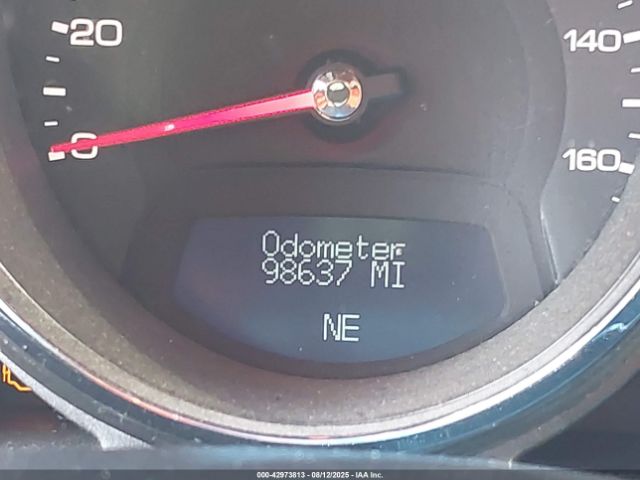 20
140
0
160
Odometer
98637 MI
NE
000-42973813 - 08/12/2025 - IAA Inc.